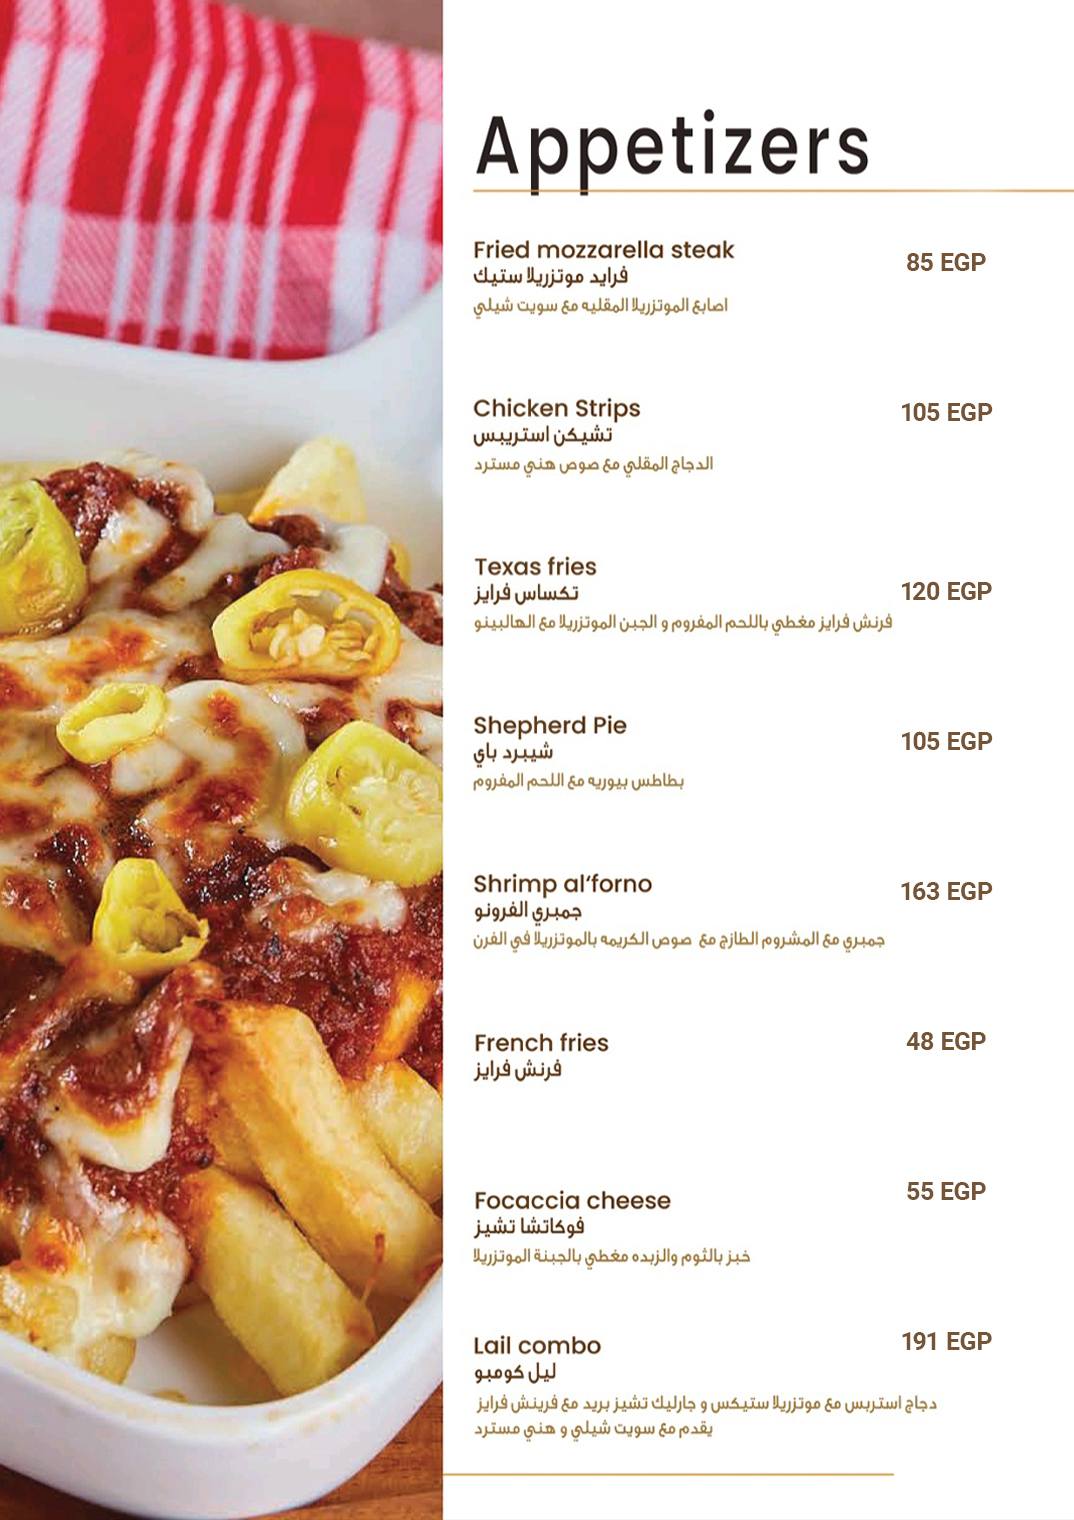 Appetizers
Fried mozzarella steak
85 EGP
فرايد موتزريلا ستيك
اصابع الموتزريلا المقليه مع سويت شيلي
Chicken Strips
105 EGP
تشيكن استريبس
الدجاج المقلي مع صوص هني مسترد
Texas fries
120 EGP
تكساس فرايز
فرنش فرايز مغطي باللحم المفروم و الجبن الموتزريلا مع الهالبينو
Shepherd Pie
105 EGP
شيبرد باي
بطاطس بيوريه مع اللحم المفروم
Shrimp al'forno
163 EGP
جمبري الفرونو
جمبري مع المشروم الطازج مع صوص الكريمه بالموتزريلا في الفرن
French fries
48 EGP
فرنش فرايز
Focaccia cheese
55 EGP
فوكاتشا تشيز
خبز بالثوم والزبده مغطي بالجبنة الموتزريلا
Lail combo
191 EGP
ليل كومبو
دجاج استربس مع موتزريلا ستيكس و جارليك تشيز بريد مع فرينش فرايز
يقدم مع سويت شيلي و هني مسترد